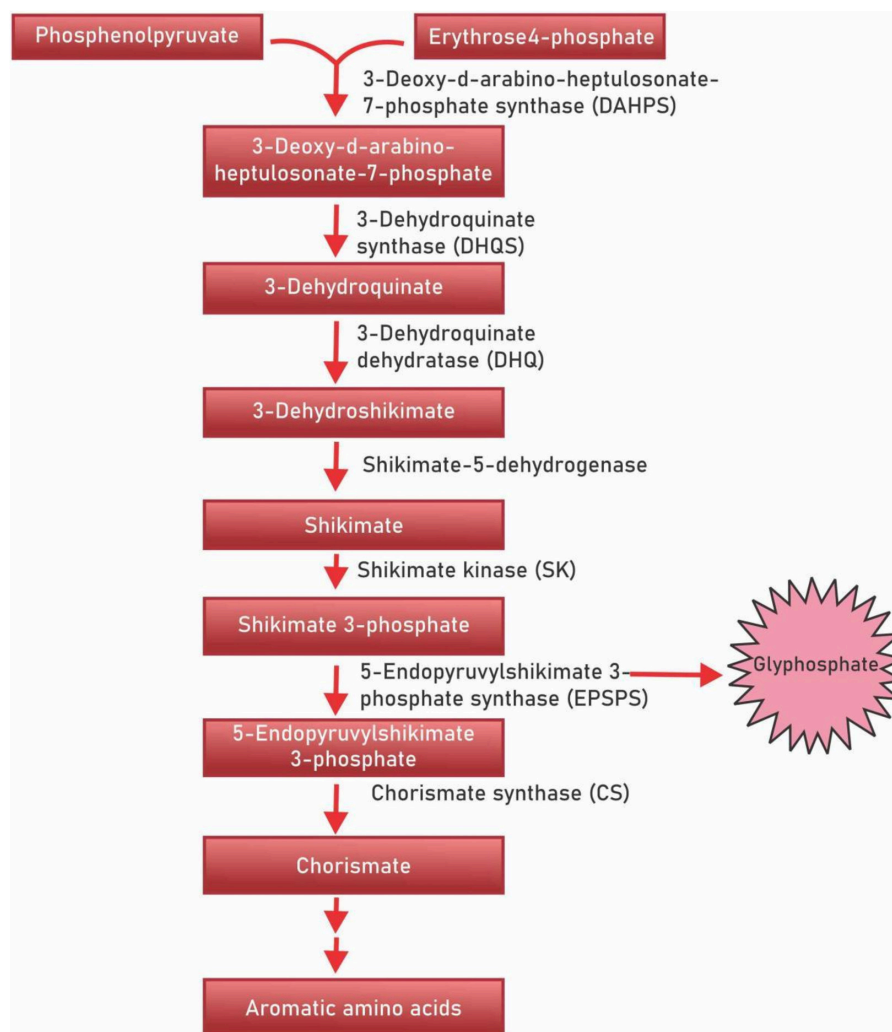 Phosphenolpyruvate
Erythrose4-phosphate
3-Deoxy-d-arabino-heptulosonate-
7-phosphate synthase (DAHPS)
3-Deoxy-d-arabino-
heptulosonate-7-phosphate
3-Dehydroquinate
synthase (DHQS)
3-Dehydroquinate
3-Dehydroquinate
dehydratase (DHQ)
3-Dehydroshikimate
Shikimate-5-dehydrogenase
Shikimate
Shikimate kinase (SK)
Shikimate 3-phosphate
5-Endopyruvylshikimate 3-
phosphate synthase (EPSPS)
Glyphosphate
5-Endopyruvylshikimate
3-phosphate
Chorismate synthase (CS)
Chorismate
Aromatic amino acids